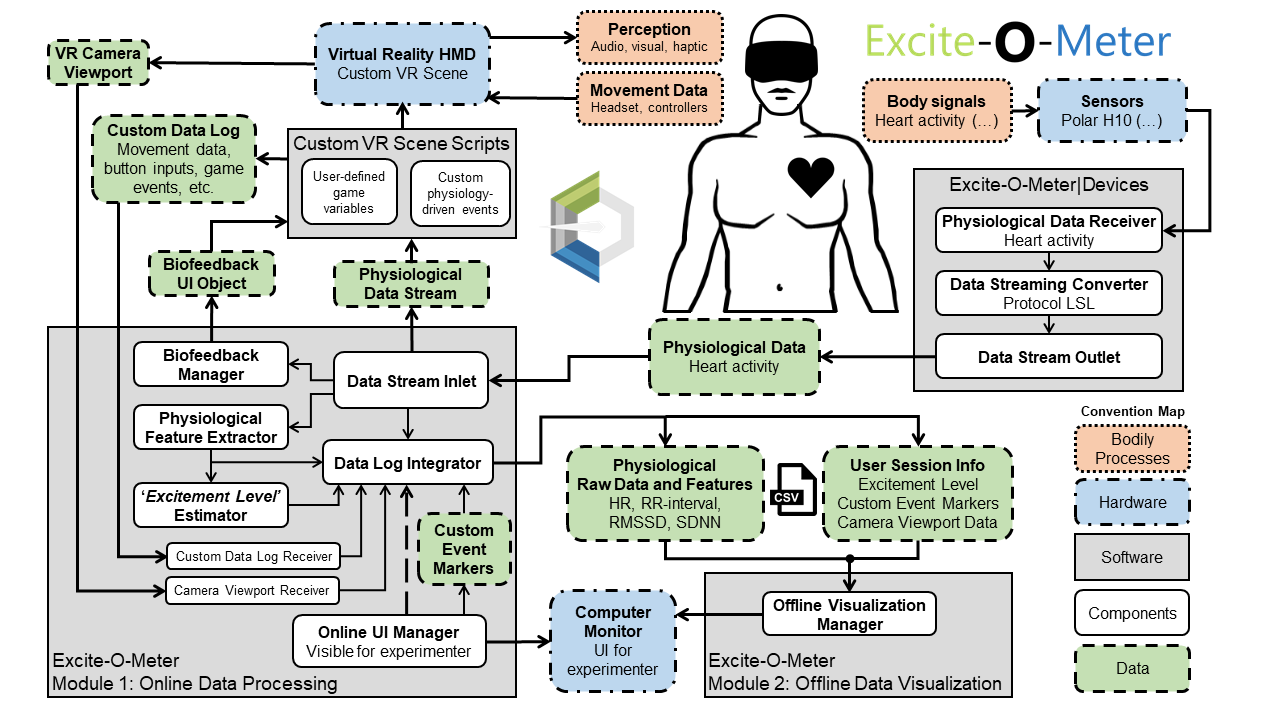 Excite-O-Meter
VR Camera
Viewport
Virtual Reality HMD
Custom VR Scene
Perception
Audio, visual, haptic
Movement Data
Headset, controllers
Body signals
Heart activity (…)
Sensors
Polar H10 (…)
Custom Data Log
Movement data,
button inputs, game
events, etc.
Custom VR Scene Scripts
User-defined
game
variables
Custom
physiology-
driven events
Excite-O-Meter|Devices
Physiological Data Receiver
Heart activity
Data Streaming Converter
Protocol LSL
Data Stream Outlet
Biofeedback
UI Object
Physiological
Data Stream
Physiological Data
Heart activity
Biofeedback
Manager
Data Stream Inlet
Physiological
Feature Extractor
Data Log Integrator
'Excitement Level'
Estimator
Custom Data Log Receiver
Camera Viewport Receiver
Custom
Event
Markers
Online UI Manager
Visible for experimenter
Excite-O-Meter
Module 1: Online Data Processing
Physiological
Raw Data and Features
HR, RR-interval,
RMSSD, SDNN
CSV
User Session Info
Excitement Level
Custom Event Markers
Camera Viewport Data
Computer
Monitor
UI for
experimenter
Offline Visualization
Manager
Excite-O-Meter
Module 2: Offline Data Visualization
Convention Map
Bodily
Processes
Hardware
Software
Components
Data